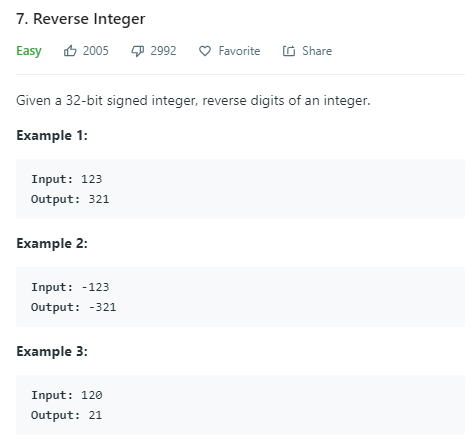 7. Reverse Integer
Easy 2005 2992 Favorite Share
Given a 32-bit signed integer, reverse digits of an integer.
Example 1:
Input: 123
Output: 321
Example 2:
Input: -123
Output: -321
Example 3:
Input: 120
Output: 21